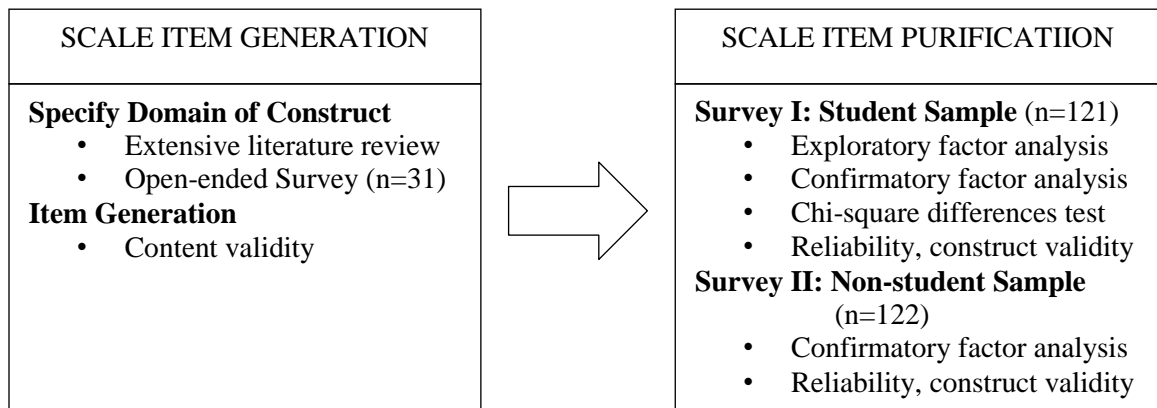 SCALE ITEM GENERATION
Specify Domain of Construct
• Extensive literature review
• Open-ended Survey (n=31)
Item Generation
• Content validity
SCALE ITEM PURIFICATIION
Survey I: Student Sample (n=121)
• Exploratory factor analysis
• Confirmatory factor analysis
• Chi-square differences test
• Reliability, construct validity
Survey II: Non-student Sample
(n=122)
• Confirmatory factor analysis
• Reliability, construct validity